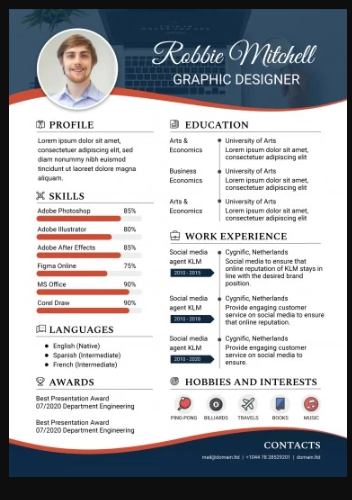 Robbie Mitchell
GRAPHIC DESIGNER
PROFILE
Lorem ipsum dolor sit amet,
consectetuer adipiscing elit, sed
diam nonummy nibh euismod
tincidunt ut laoreet dolore magna
aliquam.
SKILLS
Adobe Photoshop 85%
Adobe Illustrator 80%
Adobe After Effects 85%
Figma Online 75%
MS Office 90%
Corel Draw 90%
LANGUAGES
English (Native)
Spanish (Intermediate)
French (Intermediate)
AWARDS
Best Presentation Award
07/2020 Department Engineering
Best Presentation Award
07/2020 Department Engineering
EDUCATION
Arts &
Economics
University of Arts
Lorem ipsum dolor sit amet,
consectetuer adipiscing elit
Business
Economics
University of Arts
Lorem ipsum dolor sit amet,
consectetuer adipiscing elit
Arts &
Economics
University of Arts
Lorem ipsum dolor sit amet,
consectetuer adipiscing elit
WORK EXPERIENCE
Social media
agent KLM
2010 - 2015
Cygnific, Netherlands
Social media to ensure that
online reputation of KLM stays in
line with the desired brand
position.
Social media
agent KLM
2010 - 2018
Cygnific, Netherlands
Provide engaging customer
service on social media to ensure
that online reputation.
Social media
agent KLM
2010 - 2020
Cygnific, Netherlands
Provide engaging customer
service on social media to
ensure.
HOBBIES AND INTERESTS
PING-PONG
BILLIARDS
TRAVELS
BOOKS
MUSIC
CONTACTS
mail@domain.ltd | +1044 78 28529201 | domain.ltd